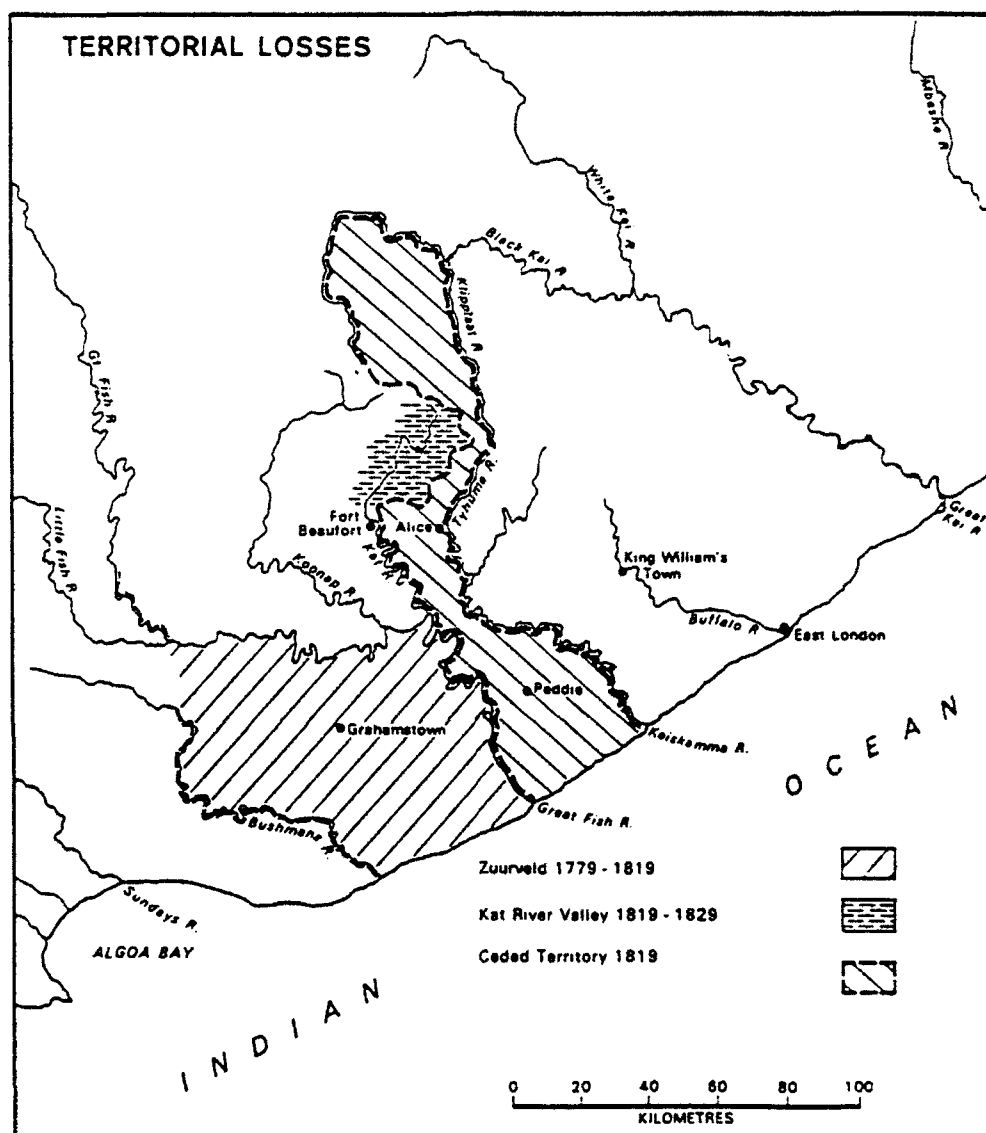 TERRITORIAL LOSSES
Mbashe R.
White Kei R.
Black Kei R.
Klipplaat R.
Gt. Fish R.
Little Fish R.
Tyhume R.
Fort
Beaufort
Alice
Kat R.
Koonap R.
Great
Kei R.
King William's
Town
Buffalo R.
East London
Peddie
Grahamstown
Keiskamma R.
Great Fish R.
Bushmans R.
Sundays R.
ALGOA BAY
INDIAN
OCEAN
Zuurveld 1779 - 1819
Kat River Valley 1819 - 1829
Ceded Territory 1819
0 20 40 60 80 100
KILOMETRES